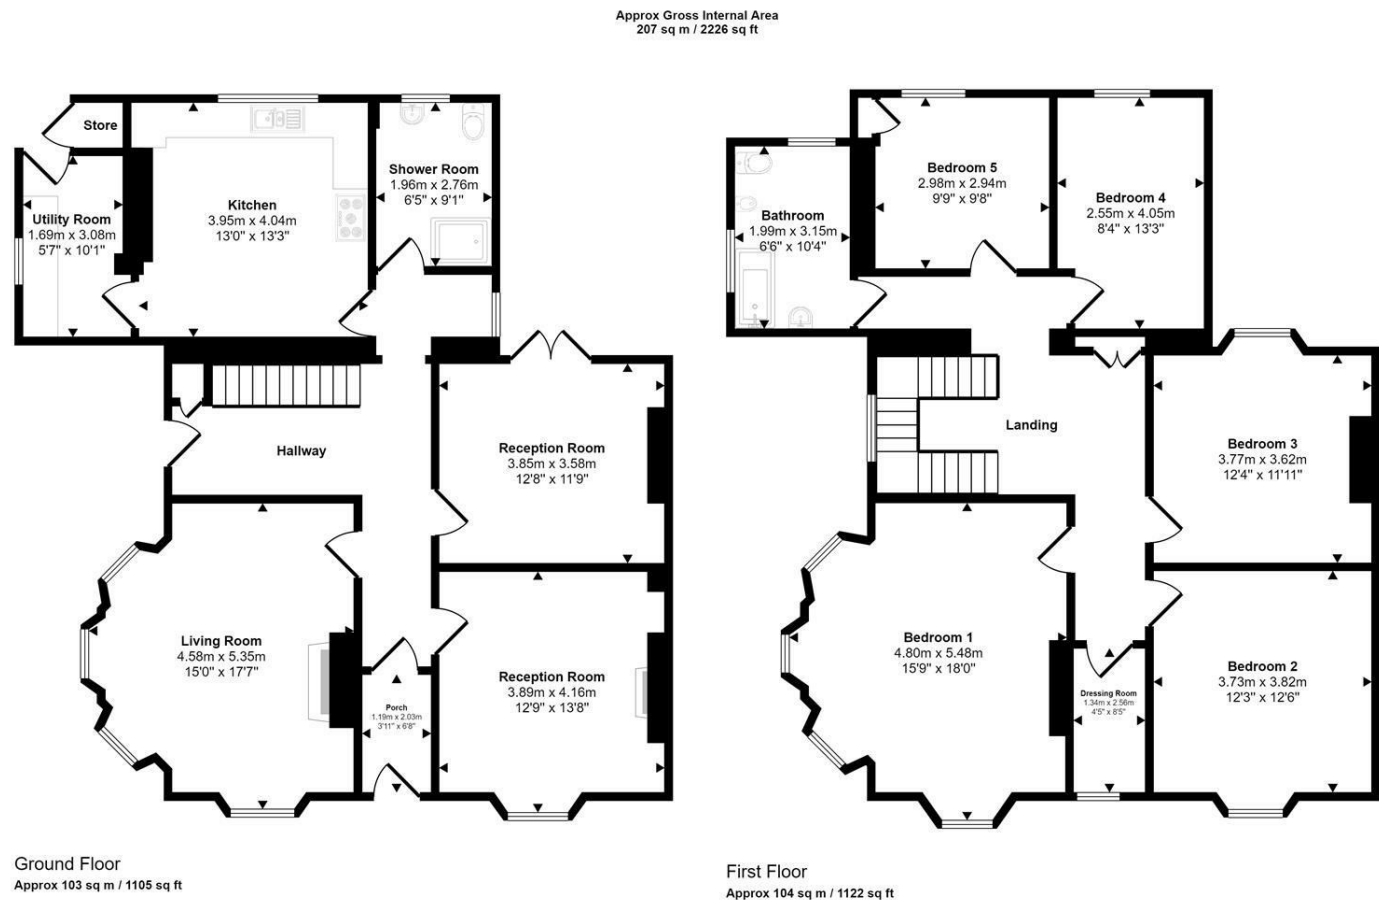 Approx Gross Internal Area
207 sq m / 2226 sq ft
Store
Utility Room
1.69m x 3.08m
5'7" x 10'1"
Kitchen
3.95m x 4.04m
13'0" x 13'3"
Shower Room
1.96m x 2.76m
6'5" x 9'1"
Hallway
Reception Room
3.85m x 3.58m
12'8" x 11'9"
Living Room
4.58m x 5.35m
15'0" x 17'7"
Porch
1.19m x 2.03m
3'11" x 6'8"
Reception Room
3.89m x 4.16m
12'9" x 13'8"
Ground Floor
Approx 103 sq m / 1105 sq ft
Bathroom
1.99m x 3.15m
6'6" x 10'4"
Bedroom 5
2.98m x 2.94m
9'9" x 9'8"
Bedroom 4
2.55m x 4.05m
8'4" x 13'3"
Landing
Bedroom 3
3.77m x 3.62m
12'4" x 11'11"
Bedroom 1
4.80m x 5.48m
15'9" x 18'0"
Dressing Room
1.34m x 2.56m
4'5" x 8'5"
Bedroom 2
3.73m x 3.82m
12'3" x 12'6"
First Floor
Approx 104 sq m / 1122 sq ft